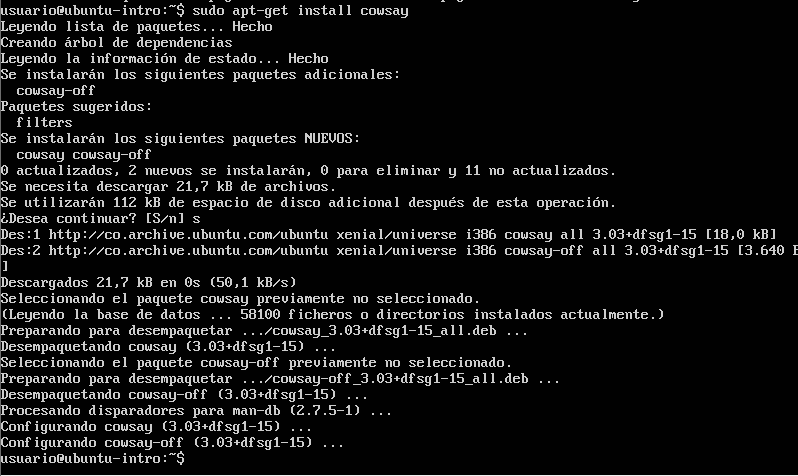 usuario@ubuntu-intro:~$ sudo apt-get install cowsay
Leyendo lista de paquetes... Hecho
Creando árbol de dependencias
Leyendo la información de estado... Hecho
Se instalarán los siguientes paquetes adicionales:
  cowsay-off
Paquetes sugeridos:
  filters
Se instalarán los siguientes paquetes NUEVOS:
  cowsay cowsay-off
0 actualizados, 2 nuevos se instalarán, 0 para eliminar y 11 no actualizados.
Se necesita descargar 21,7 kB de archivos.
Se utilizarán 112 kB de espacio de disco adicional después de esta operación.
¿Desea continuar? [S/n] s
Des:1 http://co.archive.ubuntu.com/ubuntu xenial/universe i386 cowsay all 3.03+dfsg1-15 [18,0 kB]
Des:2 http://co.archive.ubuntu.com/ubuntu xenial/universe i386 cowsay-off all 3.03+dfsg1-15 [3.640 B
]
Descargados 21,7 kB en 0s (50,1 kB/s)
Seleccionando el paquete cowsay previamente no seleccionado.
(Leyendo la base de datos ... 58100 ficheros o directorios instalados actualmente.)
Preparando para desempaquetar .../cowsay_3.03+dfsg1-15_all.deb ...
Desempaquetando cowsay (3.03+dfsg1-15) ...
Seleccionando el paquete cowsay-off previamente no seleccionado.
Preparando para desempaquetar .../cowsay-off_3.03+dfsg1-15_all.deb ...
Desempaquetando cowsay-off (3.03+dfsg1-15) ...
Procesando disparadores para man-db (2.7.5-1) ...
Configurando cowsay (3.03+dfsg1-15) ...
Configurando cowsay-off (3.03+dfsg1-15) ...
usuario@ubuntu-intro:~$